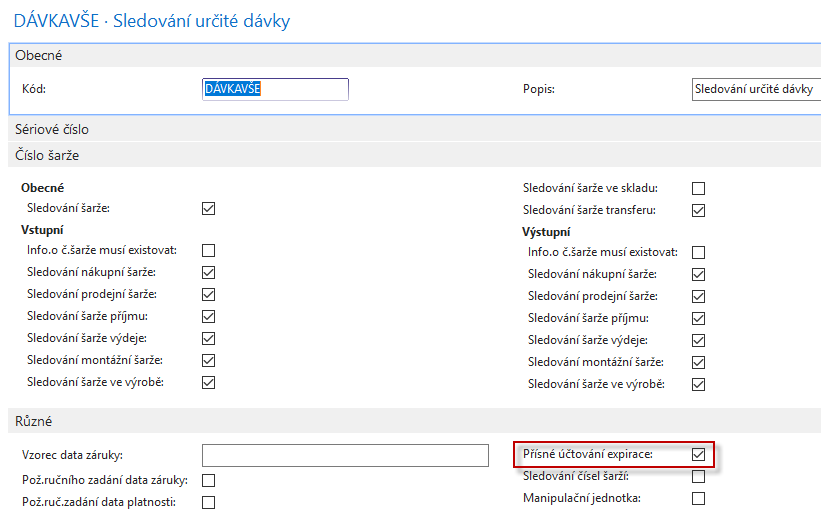 DÁVKAVŠE · Sledování určité dávky
Obecné
Kód: DÁVKAVŠE
Popis: Sledování určité dávky
Sériové číslo
Číslo šarže
Obecné
Sledování šarže:
Vstupní
Info.o č.šarže musí existovat:
Sledování nákupní šarže:
Sledování prodejní šarže:
Sledování šarže příjmu:
Sledování šarže výdeje:
Sledování montážní šarže:
Sledování šarže ve výrobě:
Sledování šarže ve skladu:
Sledování šarže transferu:
Výstupní
Info.o č.šarže musí existovat:
Sledování nákupní šarže:
Sledování prodejní šarže:
Sledování šarže příjmu:
Sledování šarže výdeje:
Sledování montážní šarže:
Sledování šarže ve výrobě:
Různé
Vzorec data záruky:
Pož.ručního zadání data záruky:
Pož.ruč.zadání data platnosti:
Přísné účtování expirace:
Sledování čísel šarží:
Manipulační jednotka: